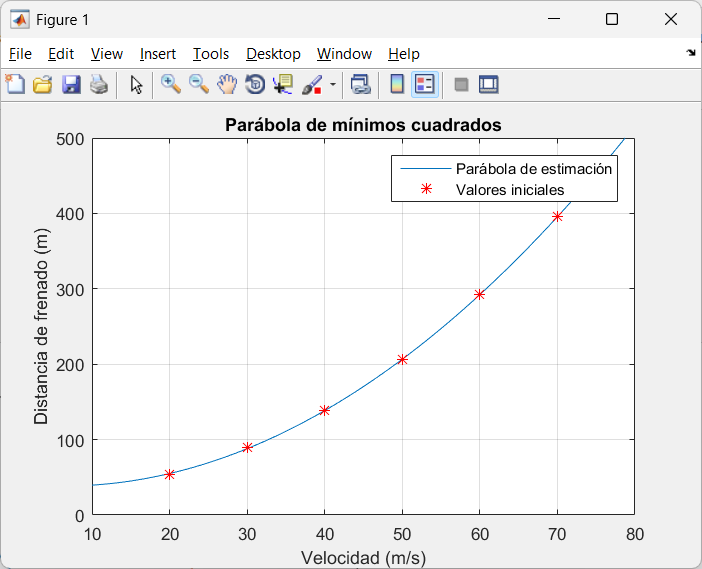 Figure 1
File Edit View Insert Tools Desktop Window Help
Parábola de mínimos cuadrados
500
400
300
200
100
0
Distancia de frenado (m)
Parábola de estimación
Valores iniciales
10 20 30 40 50 60 70 80
Velocidad (m/s)